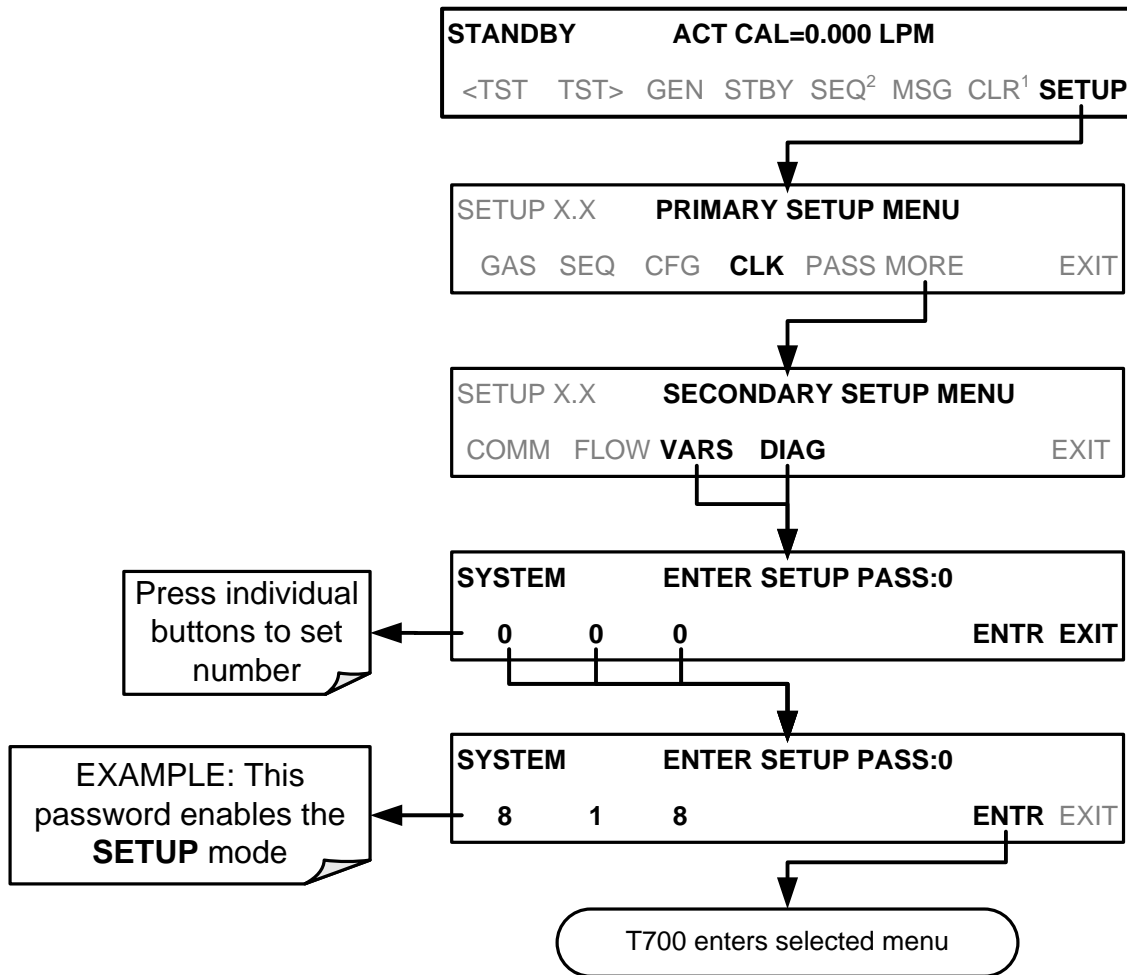 STANDBY ACT CAL=0.000 LPM
<TST TST> GEN STBY SEQ² MSG CLR¹ SETUP
SETUP X.X PRIMARY SETUP MENU
GAS SEQ CFG CLK PASS MORE EXIT
SETUP X.X SECONDARY SETUP MENU
COMM FLOW VARS DIAG EXIT
SYSTEM ENTER SETUP PASS:0
0 0 0 ENTR EXIT
Press individual
buttons to set
number
SYSTEM ENTER SETUP PASS:0
8 1 8 ENTR EXIT
EXAMPLE: This
password enables the
SETUP mode
T700 enters selected menu